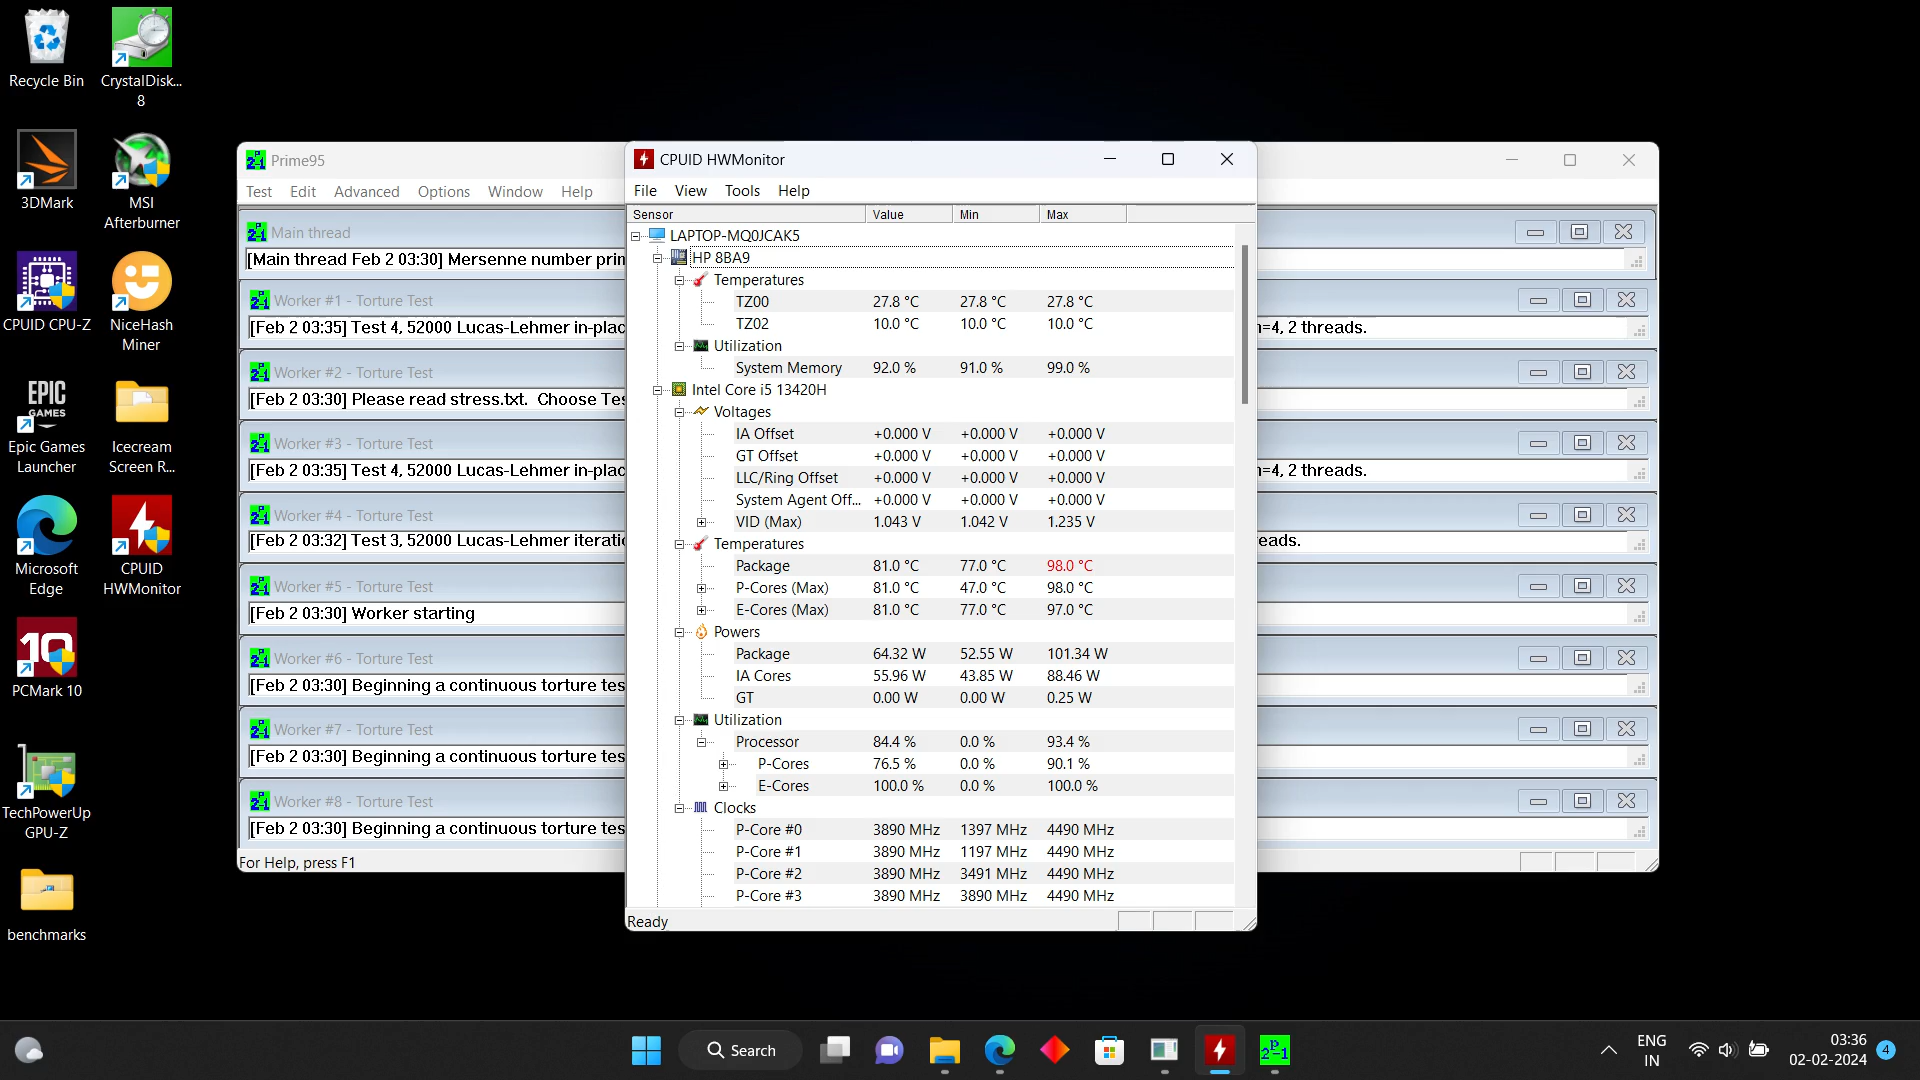 Recycle Bin
CrystalDisk...
8
3DMark
MSI
Afterburner
CPUID CPU-Z
NiceHash
Miner
EPIC
GAMES
Epic Games
Launcher
Icecream
Screen R...
Microsoft
Edge
CPUID
HWMonitor
10
PCMark 10
TechPowerUp
GPU-Z
benchmarks
Prime95
Test Edit Advanced Options Window Help
Main thread
[Main thread Feb 2 03:30] Mersenne number prin
Worker #1 - Torture Test
[Feb 2 03:35] Test 4, 52000 Lucas-Lehmer in-plac
=4, 2 threads.
Worker #2 - Torture Test
[Feb 2 03:30] Please read stress.txt.  Choose Tes
Worker #3 - Torture Test
[Feb 2 03:35] Test 4, 52000 Lucas-Lehmer in-plac
=4, 2 threads.
Worker #4 - Torture Test
[Feb 2 03:32] Test 3, 52000 Lucas-Lehmer iteratio
eads.
Worker #5 - Torture Test
[Feb 2 03:30] Worker starting
Worker #6 - Torture Test
[Feb 2 03:30] Beginning a continuous torture tes
Worker #7 - Torture Test
[Feb 2 03:30] Beginning a continuous torture tes
Worker #8 - Torture Test
[Feb 2 03:30] Beginning a continuous torture tes
For Help, press F1
CPUID HWMonitor
File View Tools Help
Sensor Value Min Max
LAPTOP-MQ0JCAK5
HP 8BA9
Temperatures
TZ00 27.8 °C 27.8 °C 27.8 °C
TZ02 10.0 °C 10.0 °C 10.0 °C
Utilization
System Memory 92.0 % 91.0 % 99.0 %
Intel Core i5 13420H
Voltages
IA Offset +0.000 V +0.000 V +0.000 V
GT Offset +0.000 V +0.000 V +0.000 V
LLC/Ring Offset +0.000 V +0.000 V +0.000 V
System Agent Off... +0.000 V +0.000 V +0.000 V
VID (Max) 1.043 V 1.042 V 1.235 V
Temperatures
Package 81.0 °C 77.0 °C 98.0 °C
P-Cores (Max) 81.0 °C 47.0 °C 98.0 °C
E-Cores (Max) 81.0 °C 77.0 °C 97.0 °C
Powers
Package 64.32 W 52.55 W 101.34 W
IA Cores 55.96 W 43.85 W 88.46 W
GT 0.00 W 0.00 W 0.25 W
Utilization
Processor 84.4 % 0.0 % 93.4 %
P-Cores 76.5 % 0.0 % 90.1 %
E-Cores 100.0 % 0.0 % 100.0 %
Clocks
P-Core #0 3890 MHz 1397 MHz 4490 MHz
P-Core #1 3890 MHz 1197 MHz 4490 MHz
P-Core #2 3890 MHz 3491 MHz 4490 MHz
P-Core #3 3890 MHz 3890 MHz 4490 MHz
Ready
Search
ENG
IN
03:36
02-02-2024
4